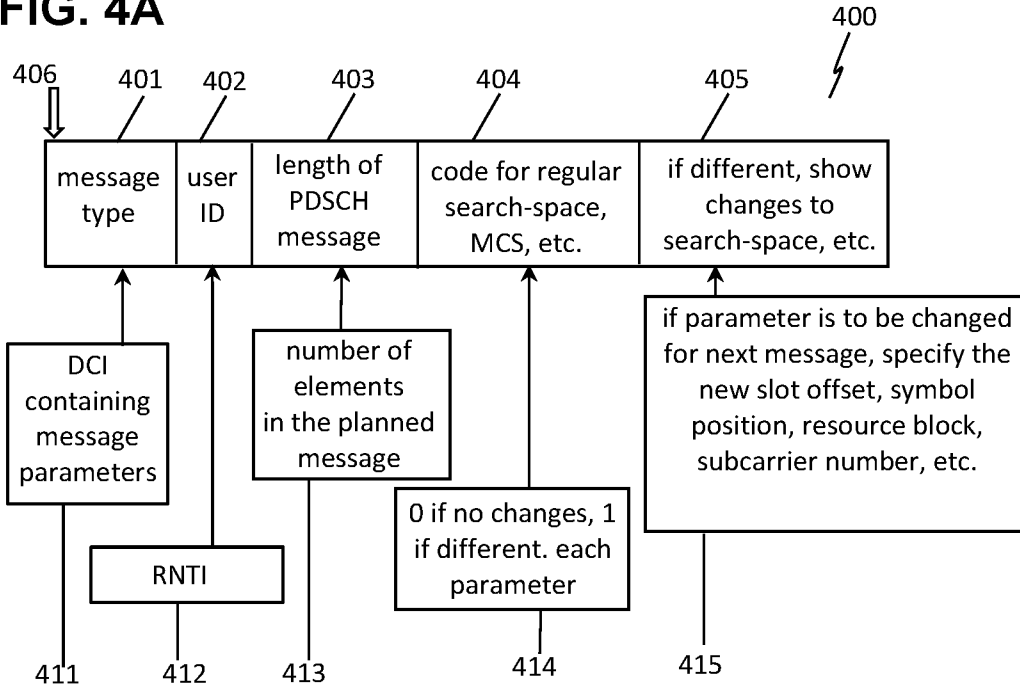 FIG. 4A
400
406
401
402
403
404
405
message
type
user
ID
length of
PDSCH
message
code for regular
search-space,
MCS, etc.
if different, show
changes to
search-space, etc.
DCI
containing
message
parameters
RNTI
number of
elements
in the planned
message
0 if no changes, 1
if different. each
parameter
if parameter is to be changed
for next message, specify the
new slot offset, symbol
position, resource block,
subcarrier number, etc.
411
412
413
414
415